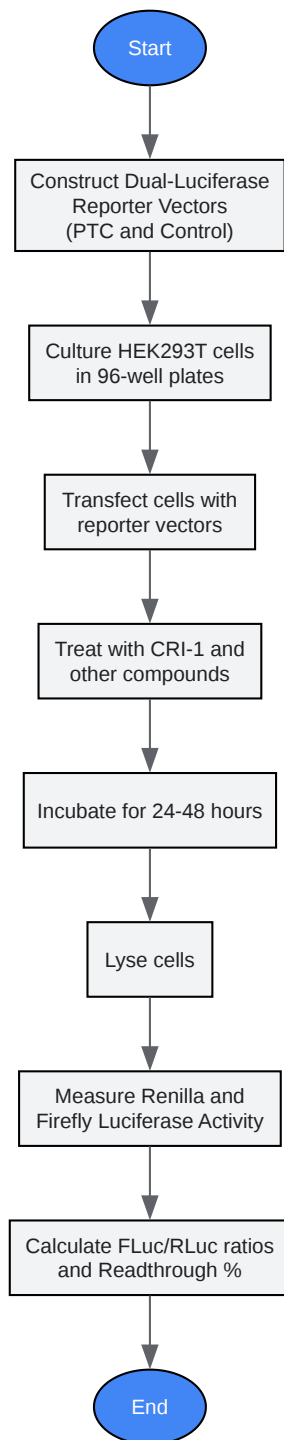 Start
Construct Dual-Luciferase
Reporter Vectors
(PTC and Control)
Culture HEK293T cells
in 96-well plates
Transfect cells with
reporter vectors
Treat with CRI-1 and
other compounds
Incubate for 24-48 hours
Lyse cells
Measure Renilla and
Firefly Luciferase Activity
Calculate FLuc/RLuc ratios
and Readthrough %
End